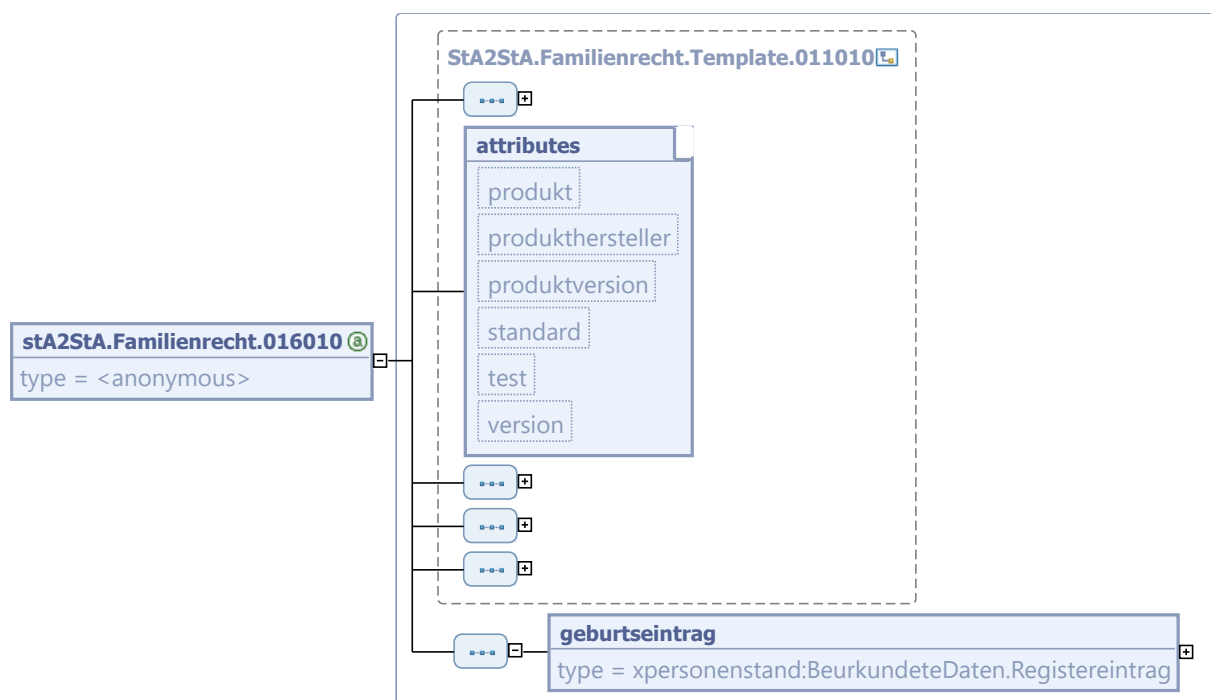 StA2StA.Familienrecht.Template.011010
attributes
produkt
produkthersteller
produktversion
standard
test
version
stA2StA.Familienrecht.016010 a
type = <anonymous>
geburtseintrag
type = xpersonenstand:BeurkundeteDaten.Registereintrag